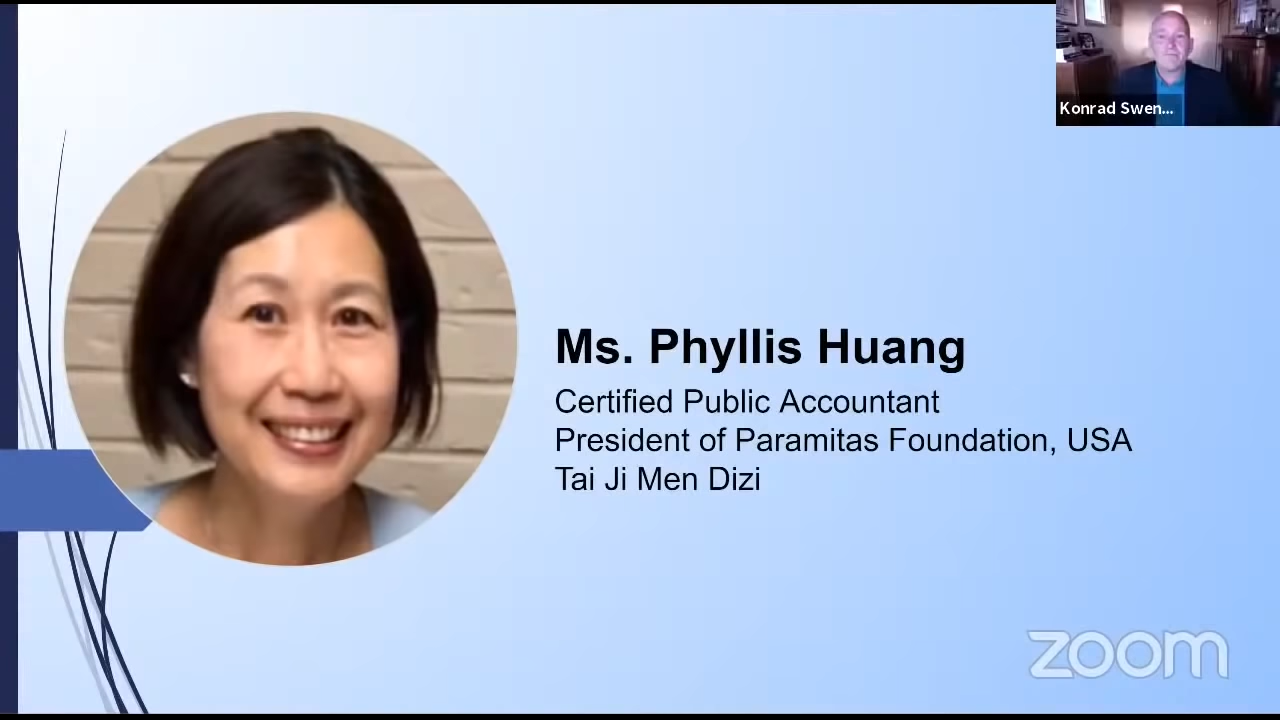 Konrad Swen...
Ms. Phyllis Huang
Certified Public Accountant
President of Paramitas Foundation, USA
Tai Ji Men Dizi
zoom